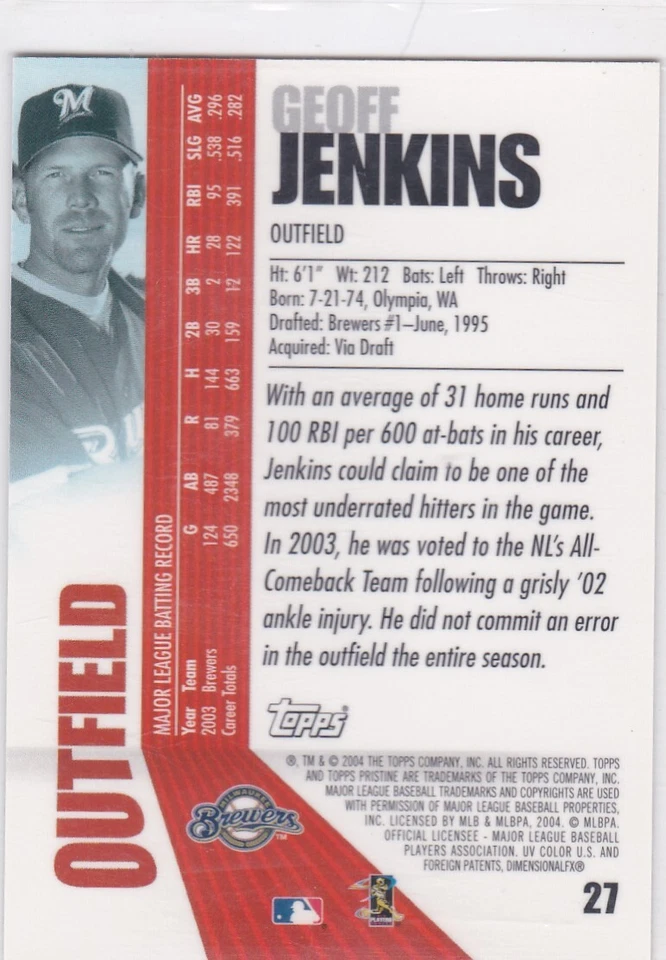 M
GEOFF
JENKINS
OUTFIELD
Ht: 6'1" Wt: 212 Bats: Left Throws: Right
Born: 7-21-74, Olympia, WA
Drafted: Brewers #1–June, 1995
Acquired: Via Draft
With an average of 31 home runs and
100 RBI per 600 at-bats in his career,
Jenkins could claim to be one of the
most underrated hitters in the game.
In 2003, he was voted to the NL's All-
Comeback Team following a grisly '02
ankle injury. He did not commit an error
in the outfield the entire season.
OUTFIELD
MAJOR LEAGUE BATTING RECORD
Year Team G AB R H 2B 3B HR RBI SLG AVG
2003 Brewers 124 487 81 144 30 2 28 95 .538 .296
Career Totals 650 2348 379 663 159 12 122 391 .516 .282
topps®
®, TM & © 2004 THE TOPPS COMPANY, INC. ALL RIGHTS RESERVED. TOPPS
AND TOPPS PRISTINE ARE TRADEMARKS OF THE TOPPS COMPANY, INC.
MAJOR LEAGUE BASEBALL TRADEMARKS AND COPYRIGHTS ARE USED
WITH PERMISSION OF MAJOR LEAGUE BASEBALL PROPERTIES,
INC. LICENSED BY MLB & MLBPA, 2004. © MLBPA.
OFFICIAL LICENSEE - MAJOR LEAGUE BASEBALL
PLAYERS ASSOCIATION. UV COLOR U.S. AND
FOREIGN PATENTS, DIMENSIONALFX®
MILWAUKEE
Brewers
TM
27